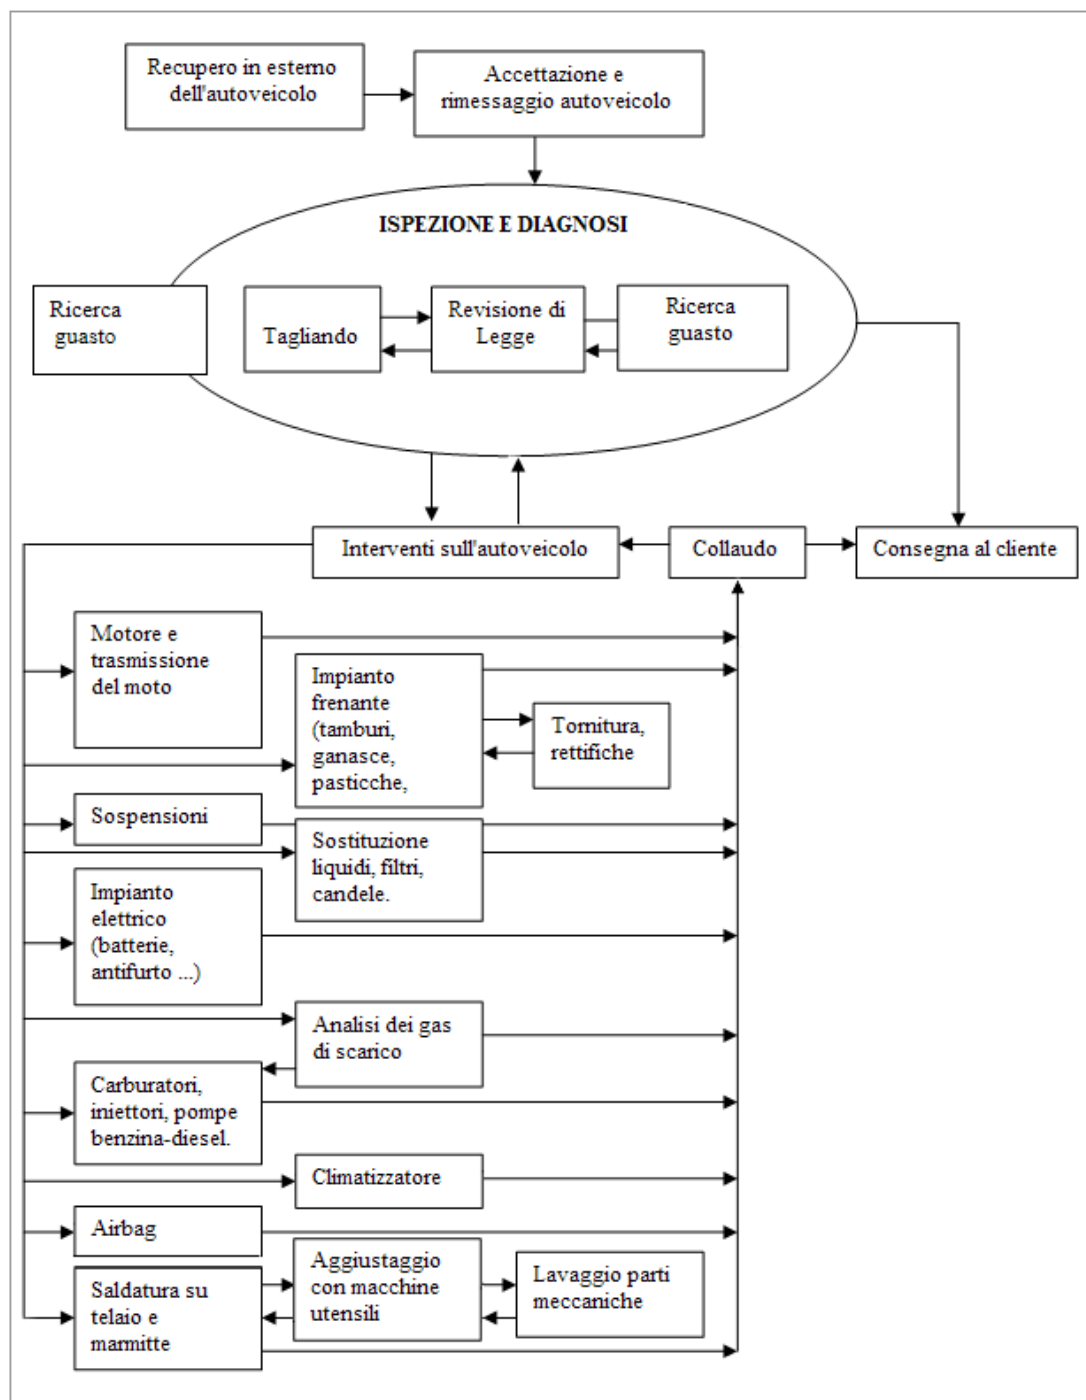 Recupero in esterno
dell'autoveicolo
Accettazione e
rimessaggio autoveicolo
ISPEZIONE E DIAGNOSI
Ricerca
guasto
Tagliando
Revisione di
Legge
Ricerca
guasto
Interventi sull'autoveicolo
Collaudo
Consegna al cliente
Motore e
trasmissione
del moto
Impianto
frenante
(tamburi,
ganasce,
pasticche,
Tornitura,
rettifiche
Sospensioni
Sostituzione
liquidi, filtri,
candele.
Impianto
elettrico
(batterie,
antifurto ...)
Analisi dei gas
di scarico
Carburatori,
iniettori, pompe
benzina-diesel.
Climatizzatore
Airbag
Aggiustaggio
con macchine
utensili
Lavaggio parti
meccaniche
Saldatura su
telaio e
marmitte